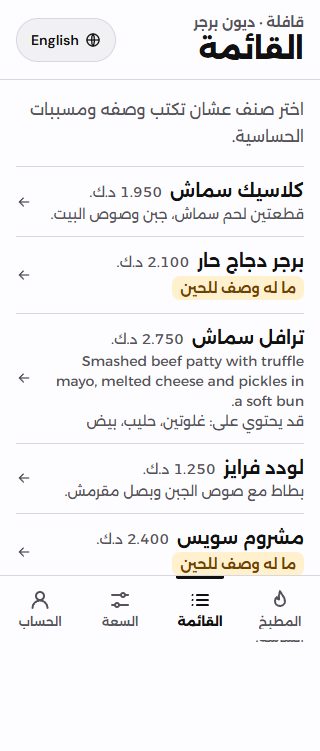 قافلة · ديون برجر
القائمة
English
اختر صنف عشان تكتب وصفه ومسببات
الحساسية.
كلاسيك سماش 1.950 د.ك.
قطعتين لحم سماش، جبن وصوص البيت.
برجر دجاج حار 2.100 د.ك.
ما له وصف للحين
ترافل سماش 2.750 د.ك.
Smashed beef patty with truffle
mayo, melted cheese and pickles in
a soft bun.
قد يحتوي على: غلوتين، حليب، بيض
لودد فرايز 1.250 د.ك.
بطاط مع صوص الجبن وبصل مقرمش.
مشروم سويس 2.400 د.ك.
ما له وصف للحين
المطبخ
القائمة
السعة
الحساب